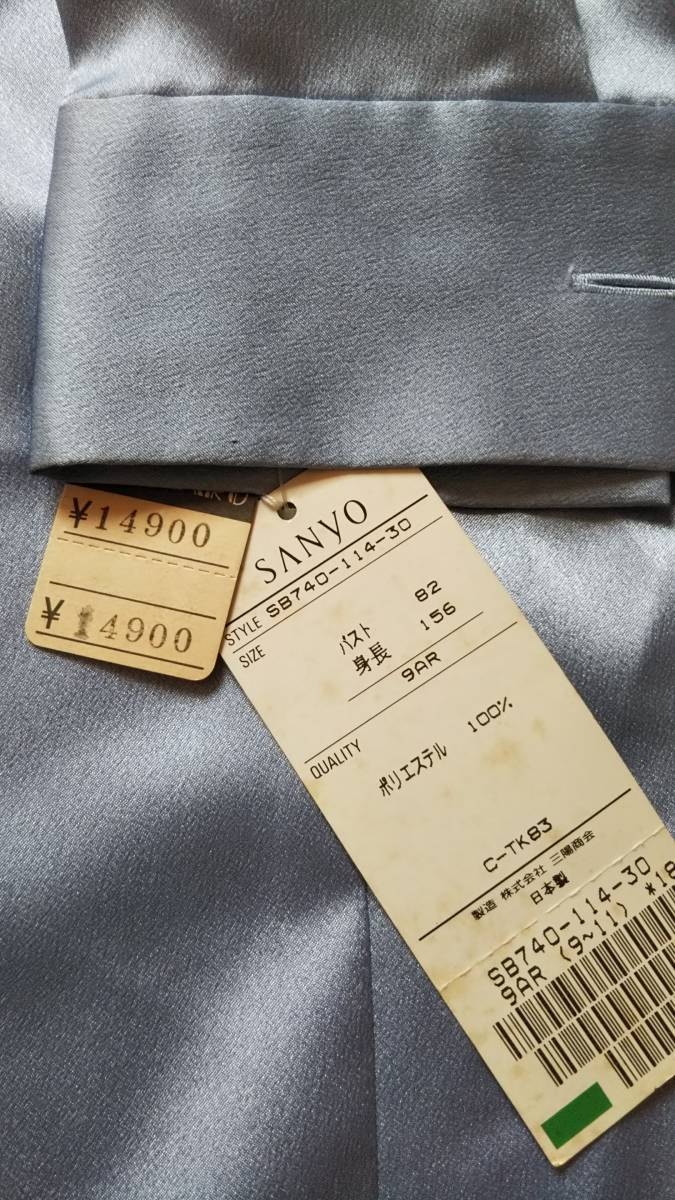 ¥14900
¥14900
SANYO
STYLE SB740-114-30
SIZE バスト 82
身長 156
9AR
QUALITY
ポリエステル 100%
C-TK83
製造 株式会社 三陽商会
日本製
SB740-114-30
9AR (9~11) *18